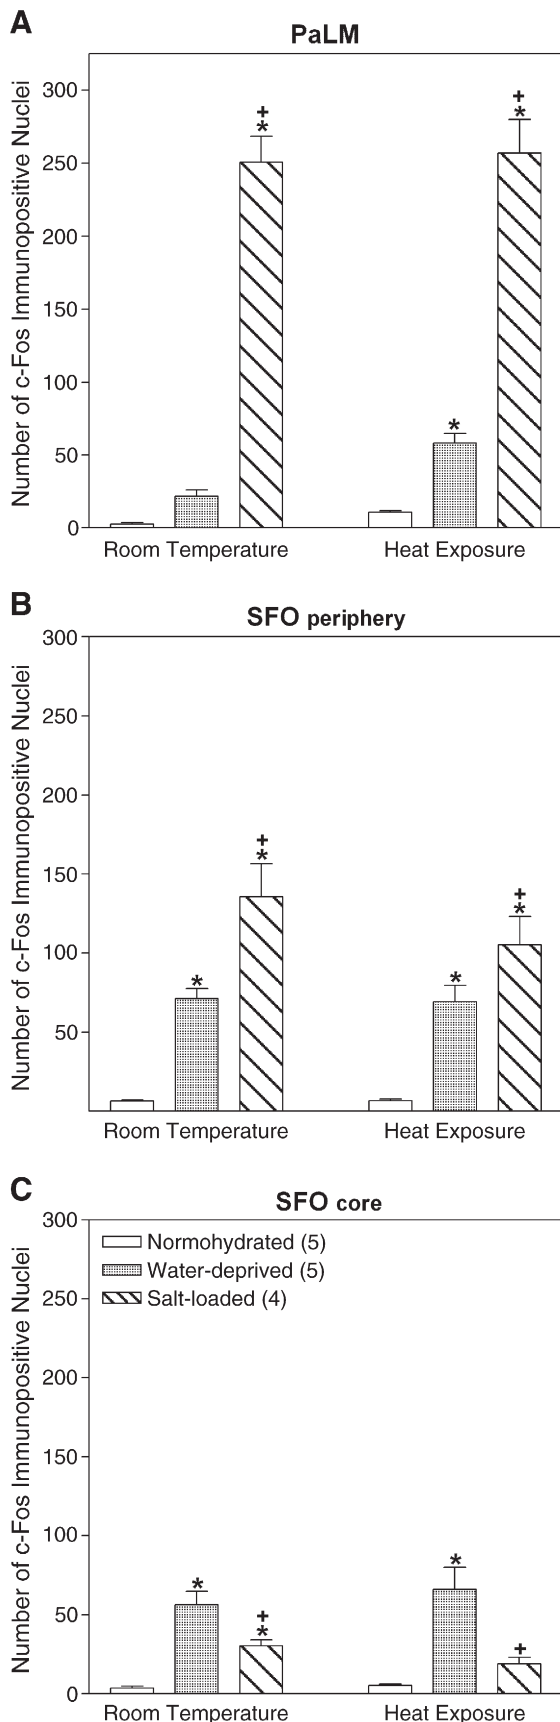 A
PaLM
Number of c-Fos Immunopositive Nuclei
300
250
200
150
100
50
0
+
*
*
+
*
Room Temperature
Heat Exposure
B
SFO periphery
Number of c-Fos Immunopositive Nuclei
300
250
200
150
100
50
*
+
*
*
+
*
Room Temperature
Heat Exposure
C
SFO core
Number of c-Fos Immunopositive Nuclei
300
250
200
150
100
50
0
Normohydrated (5)
Water-deprived (5)
Salt-loaded (4)
*
+
*
*
+
Room Temperature
Heat Exposure